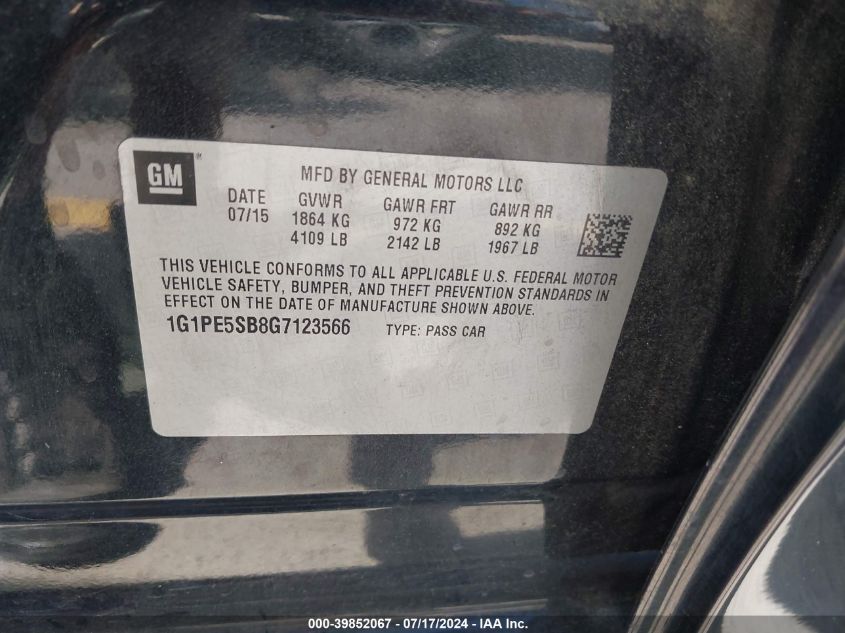 GM
MFD BY GENERAL MOTORS LLC
DATE GVWR GAWR FRT GAWR RR
07/15 1864 KG 972 KG 892 KG
4109 LB 2142 LB 1967 LB
THIS VEHICLE CONFORMS TO ALL APPLICABLE U.S. FEDERAL MOTOR
VEHICLE SAFETY, BUMPER, AND THEFT PREVENTION STANDARDS IN
EFFECT ON THE DATE OF MANUFACTURE SHOWN ABOVE.
1G1PE5SB8G7123566 TYPE: PASS CAR
000-39852067 - 07/17/2024 - IAA Inc.